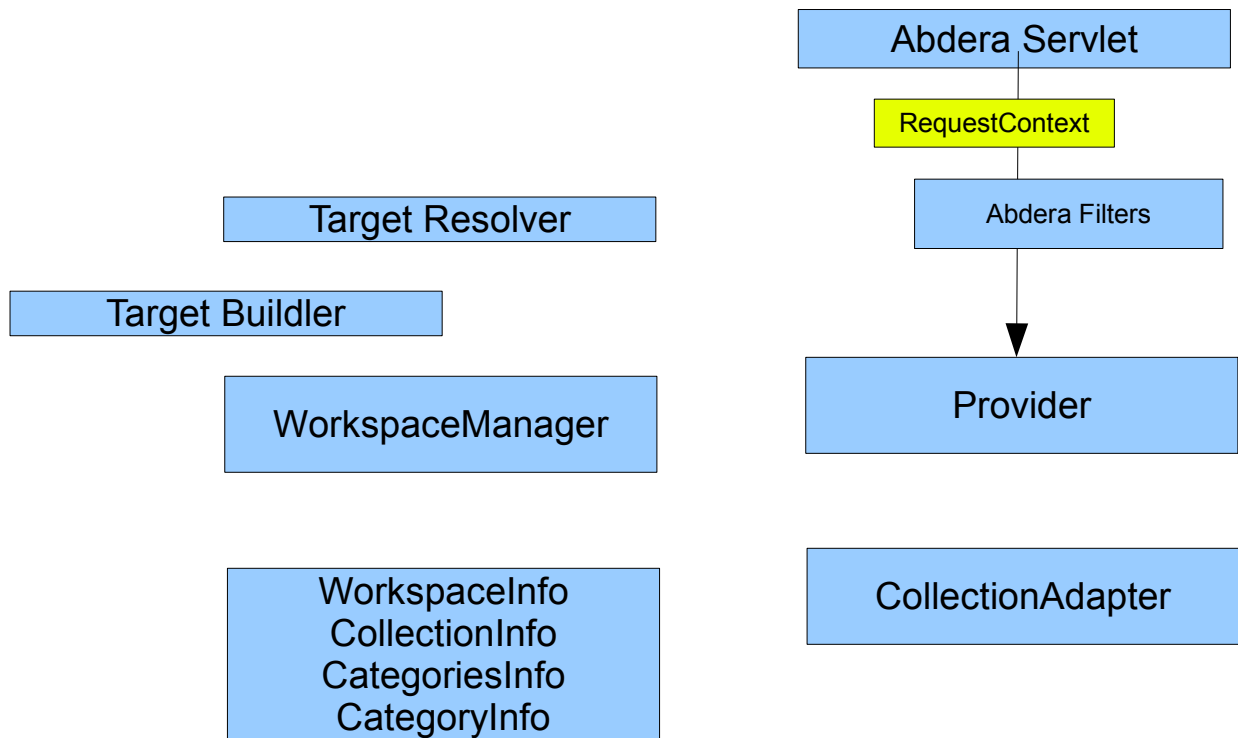 Abdera Servlet
RequestContext
Abdera Filters
Target Resolver
Target Buildler
WorkspaceManager
Provider
CollectionAdapter
WorkspaceInfo
CollectionInfo
CategoriesInfo
CategoryInfo